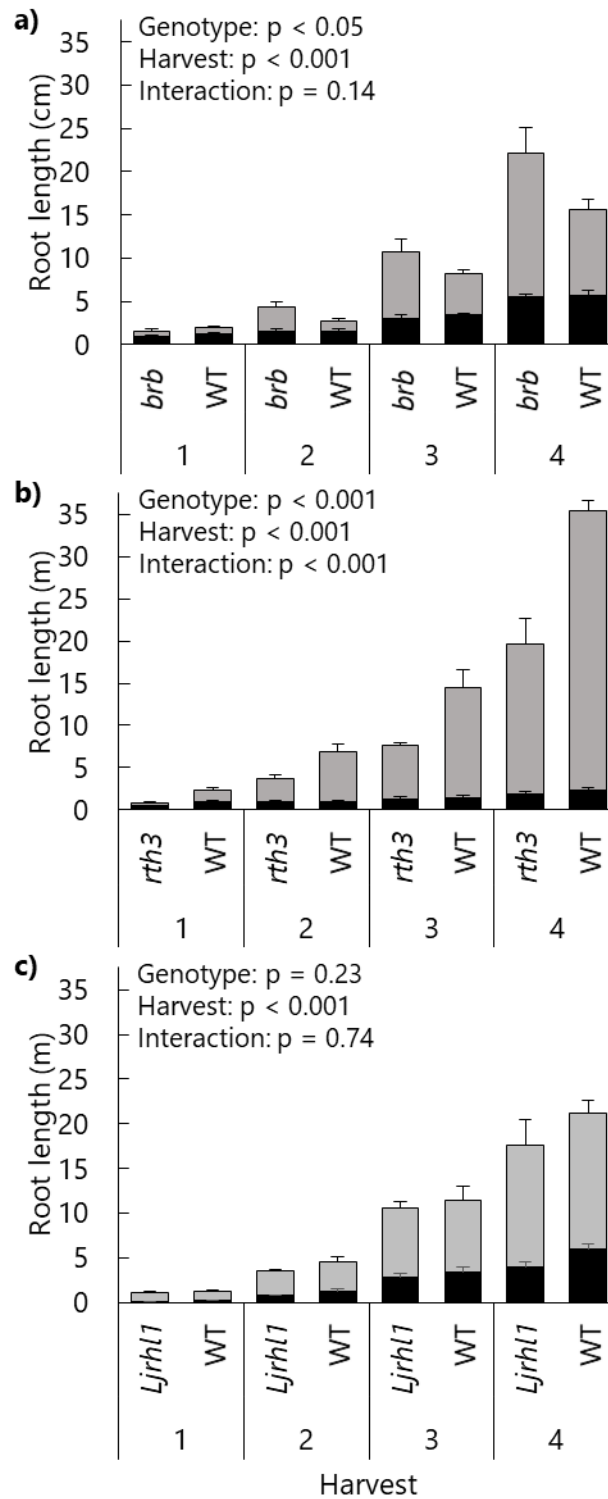 a)
Genotype: p < 0.05
Harvest: p < 0.001
Interaction: p = 0.14
Root length (cm)
35
30
25
20
15
10
5
0
brb WT brb WT brb WT brb WT
1 2 3 4
b)
Genotype: p < 0.001
Harvest: p < 0.001
Interaction: p < 0.001
Root length (m)
35
30
25
20
15
10
5
0
rth3 WT rth3 WT rth3 WT rth3 WT
1 2 3 4
c)
Genotype: p = 0.23
Harvest: p < 0.001
Interaction: p = 0.74
Root length (m)
35
30
25
20
15
10
5
0
Ljrhl1 WT Ljrhl1 WT Ljrhl1 WT Ljrhl1 WT
1 2 3 4
Harvest